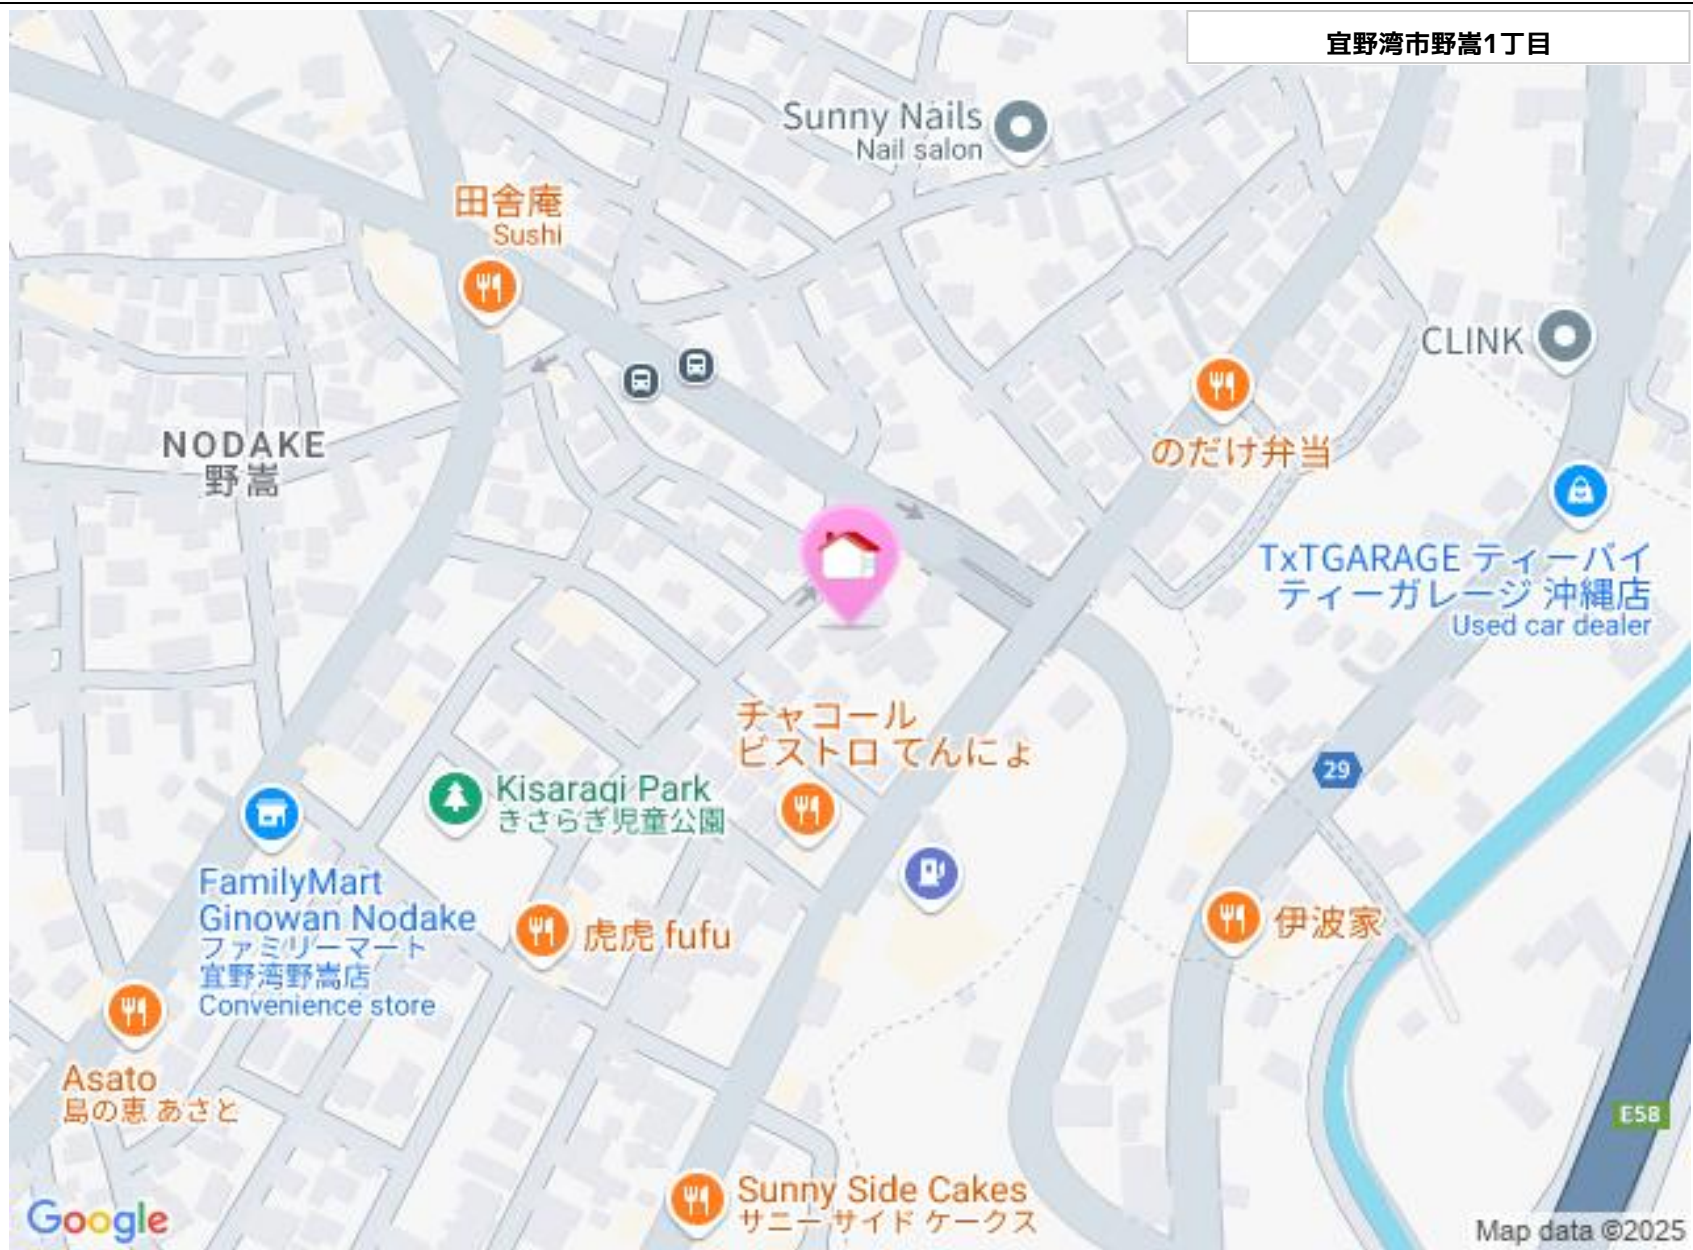 宜野湾市野嵩1丁目
Sunny Nails
Nail salon
田舎庵
Sushi
CLINK
NODAKE
野嵩
のだけ弁当
TxTGARAGE ティーバイ
ティーガレージ 沖縄店
Used car dealer
チャコール
ビストロ てんにょ
29
Kisaragi Park
きさらぎ児童公園
FamilyMart
Ginowan Nodake
ファミリーマート
宜野湾野嵩店
Convenience store
虎虎 fufu
伊波家
Asato
島の恵 あさと
E58
Sunny Side Cakes
サニー サイド ケークス
Google
Map data ©2025